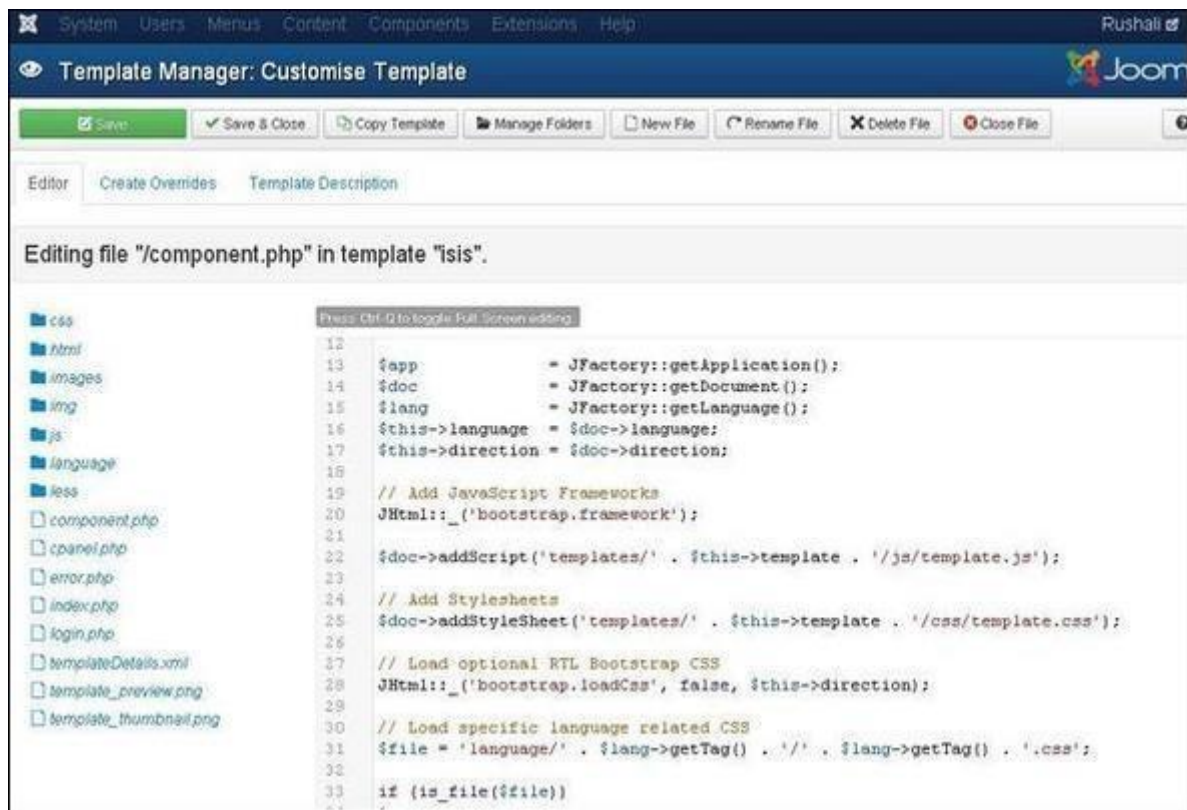 System Users Menus Content Components Extensions Help Rushali
Template Manager: Customise Template Joom
Save Save & Close Copy Template Manage Folders New File Rename File Delete File Close File
Editor Create Overrides Template Description
Editing file "/component.php" in template "isis".
css
html
images
img
js
language
less
component.php
cpanel.php
error.php
index.php
login.php
templateDetails.xml
template_preview.png
template_thumbnail.png
Press Ctrl-Q to toggle Full Screen editing.
12
13 $app = JFactory::getApplication();
14 $doc = JFactory::getDocument();
15 $lang = JFactory::getLanguage();
16 $this->language = $doc->language;
17 $this->direction = $doc->direction;
18
19 // Add JavaScript Frameworks
20 JHtml::_('bootstrap.framework');
21
22 $doc->addScript('templates/' . $this->template . '/js/template.js');
23
24 // Add Stylesheets
25 $doc->addStyleSheet('templates/' . $this->template . '/css/template.css');
26
27 // Load optional RTL Bootstrap CSS
28 JHtml::_('bootstrap.loadCss', false, $this->direction);
29
30 // Load specific language related CSS
31 $file = 'language/' . $lang->getTag() . '/' . $lang->getTag() . '.css';
32
33 if (is_file($file))